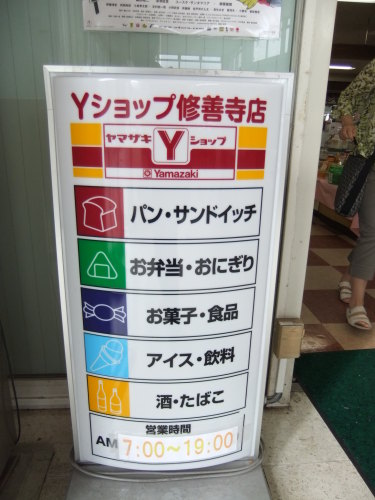 Yショップ修善寺店
ヤマザキ Y ショップ
Yamazaki
パン・サンドイッチ
お弁当・おにぎり
お菓子・食品
アイス・飲料
酒・たばこ
営業時間
AM 7:00～19:00